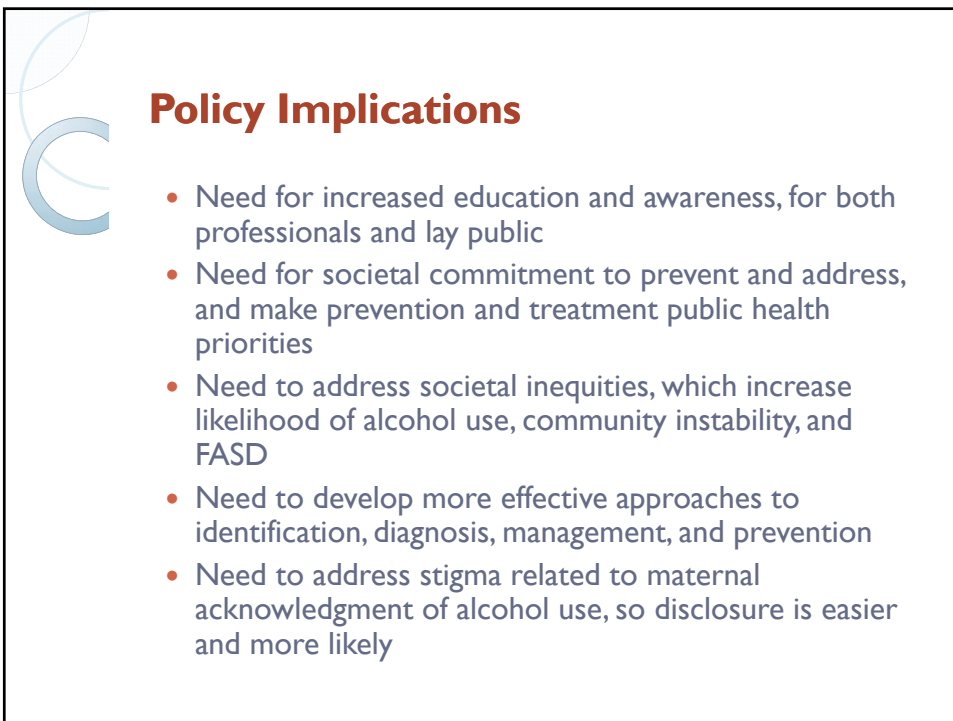 Policy Implications
• Need for increased education and awareness, for both
professionals and lay public
• Need for societal commitment to prevent and address,
and make prevention and treatment public health
priorities
• Need to address societal inequities, which increase
likelihood of alcohol use, community instability, and
FASD
• Need to develop more effective approaches to
identification, diagnosis, management, and prevention
• Need to address stigma related to maternal
acknowledgment of alcohol use, so disclosure is easier
and more likely